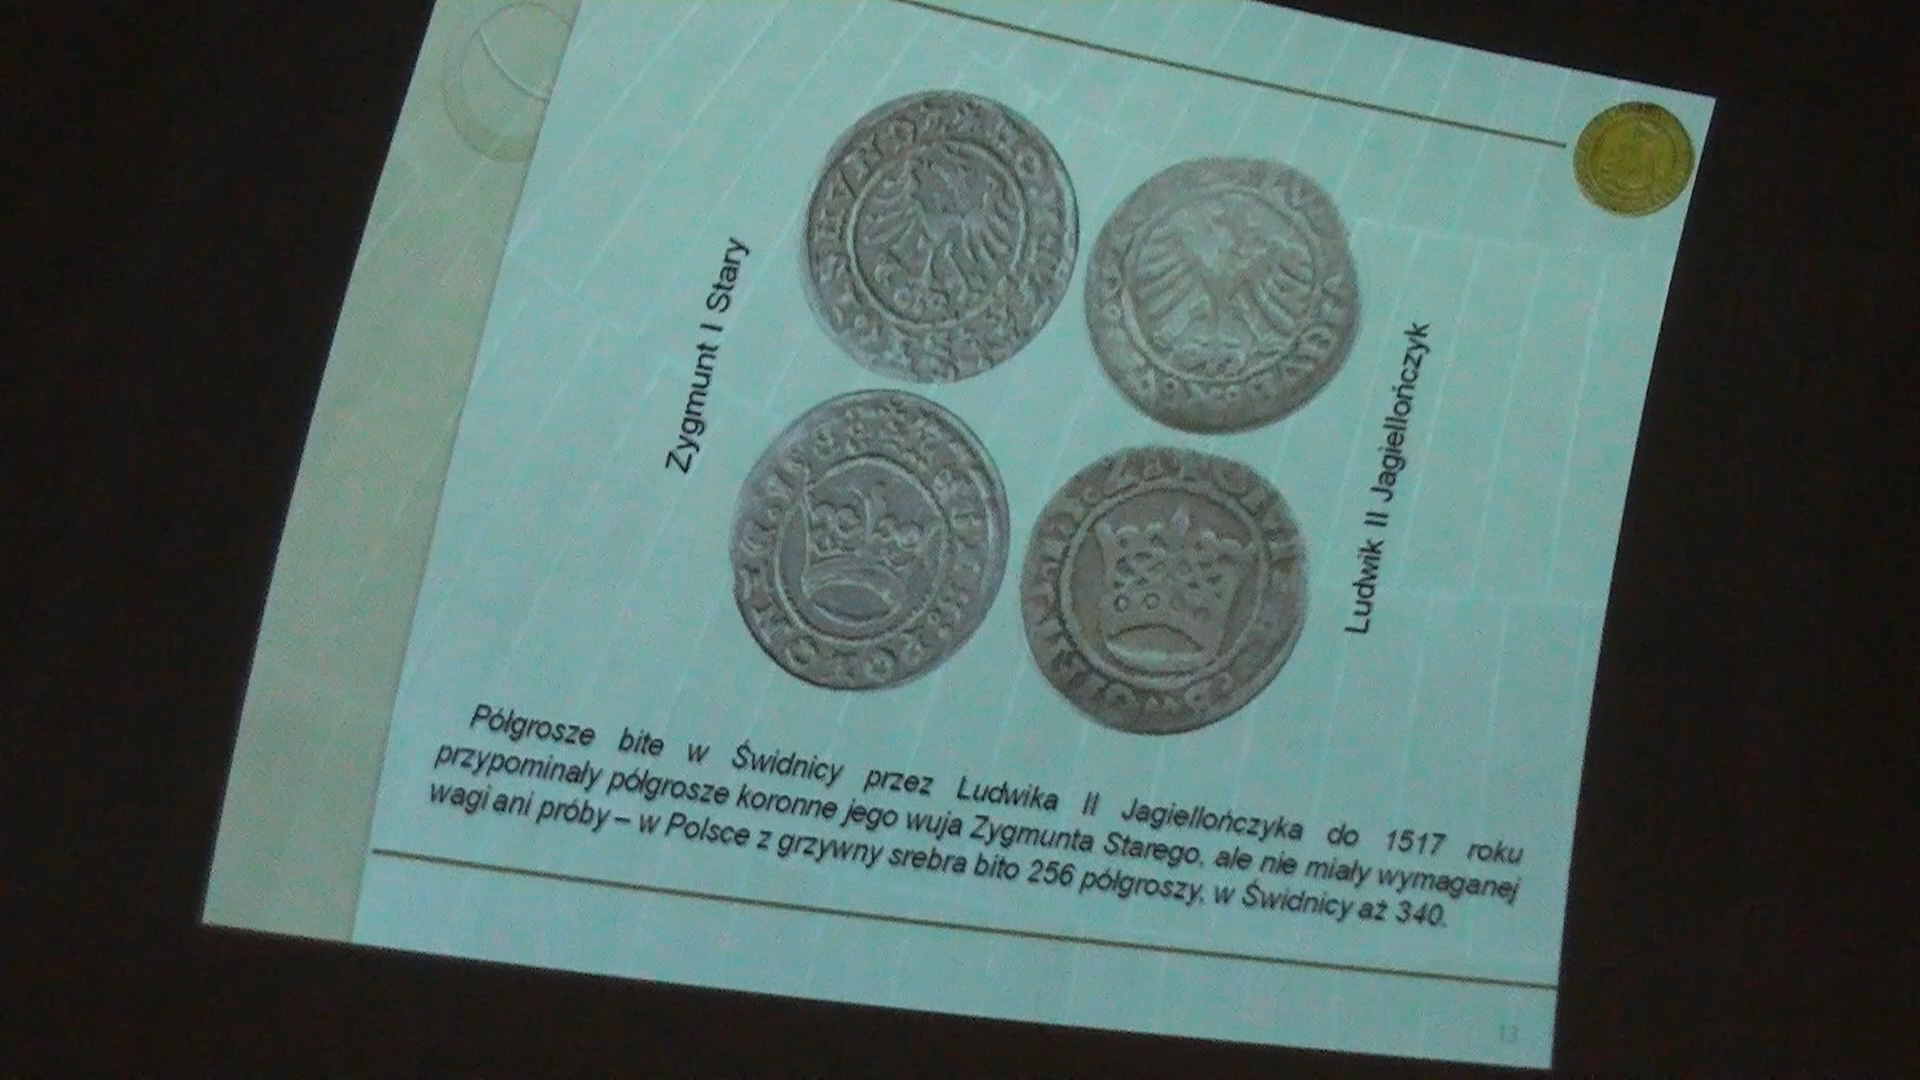 Zygmunt I Stary
Ludwik II Jagiellończyk
Półgrosze bite w Świdnicy przez Ludwika II Jagiellończyka do 1517 roku
przypominały półgrosze koronne jego wuja Zygmunta Starego, ale nie miały wymaganej
wagi ani próby – w Polsce z grzywny srebra bito 256 półgroszy, w Świdnicy aż 340.
13